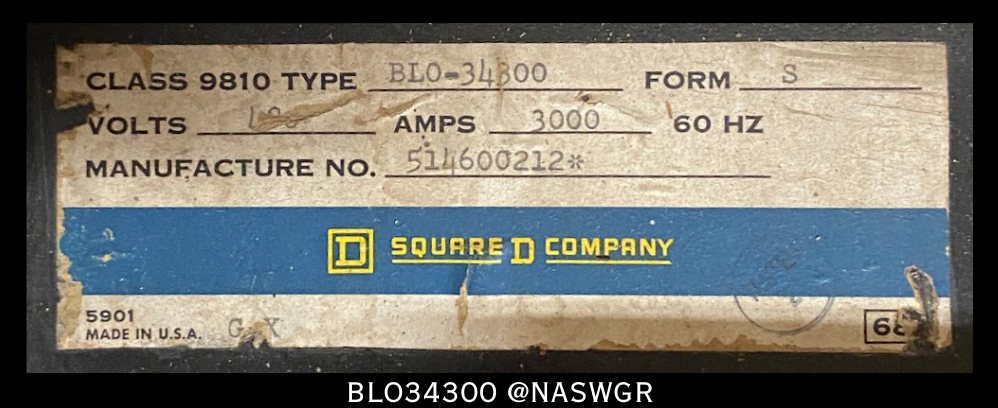 CLASS 9810 TYPE BLO-34300 FORM S
VOLTS AMPS 3000 60 HZ
MANUFACTURE NO. 514600212*
D SQUARE D COMPANY
5901
MADE IN U.S.A. G X
BLO34300 @NASWGR